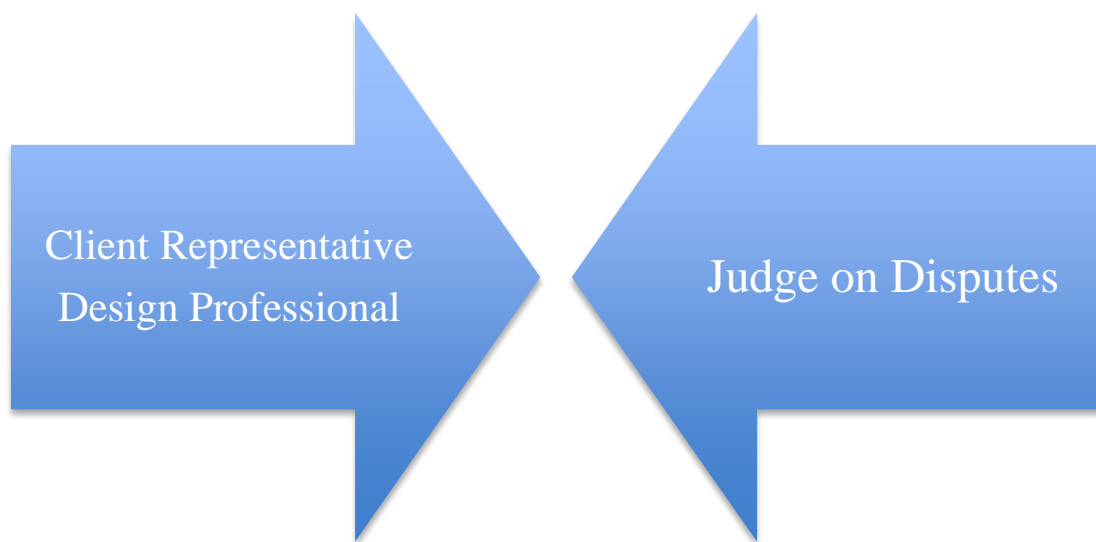 Client Representative
Design Professional
Judge on Disputes